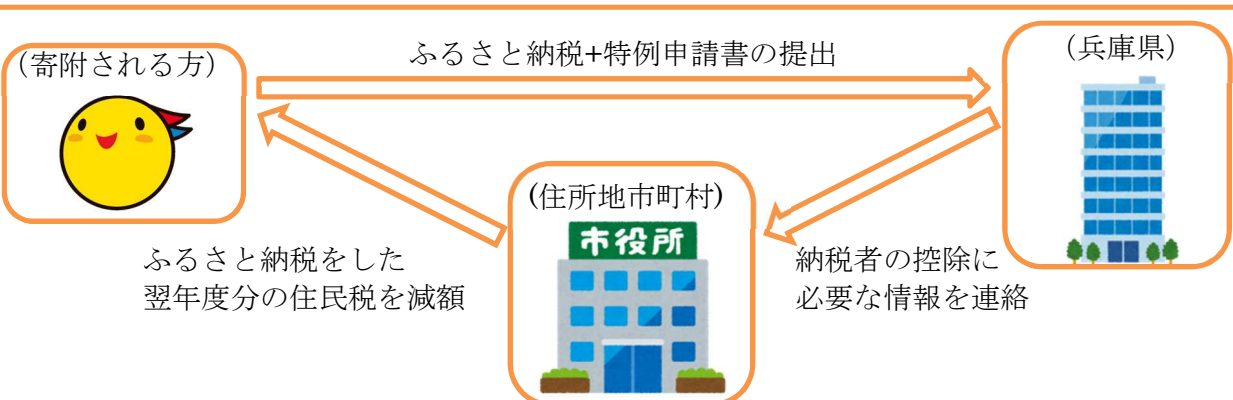 (寄附される方)
ふるさと納税+特例申請書の提出
(兵庫県)
(住所地市町村)
市役所
ふるさと納税をした
翌年度分の住民税を減額
納税者の控除に
必要な情報を連絡